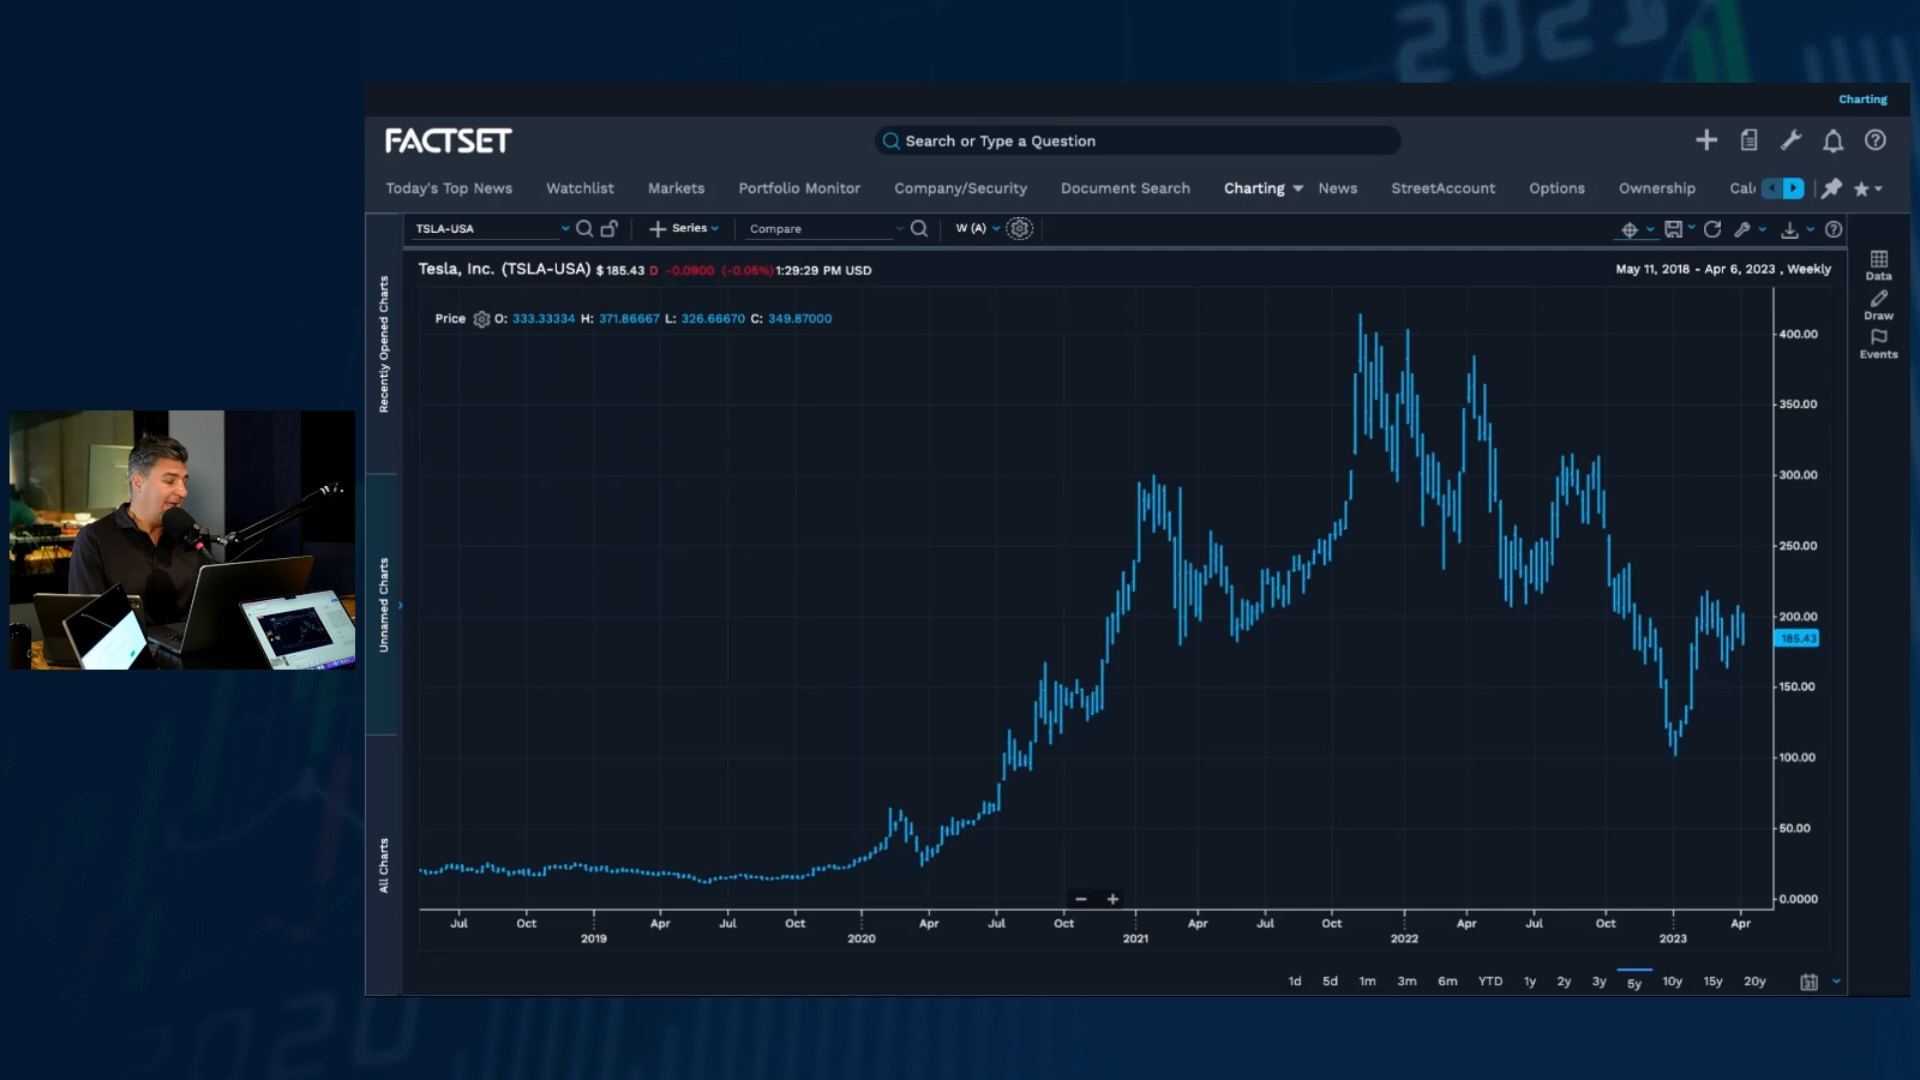 2021
Charting
FACTSET
Search or Type a Question
Today's Top News Watchlist Markets Portfolio Monitor Company/Security Document Search Charting News StreetAccount Options Ownership Cal
TSLA-USA Series Compare W (A)
Tesla, Inc. (TSLA-USA) $ 185.43 D -0.0900 (-0.05%) 1:29:29 PM USD May 11, 2018 - Apr 6, 2023 , Weekly
Price O: 333.33334 H: 371.86667 L: 326.66670 C: 349.87000
Data
Draw
Events
Recently Opened Charts
Unnamed Charts
All Charts
400.00
350.00
300.00
250.00
200.00
185.43
150.00
100.00
50.00
0.0000
− +
Jul Oct Apr Jul Oct Apr Jul Oct Apr Jul Oct Apr Jul Oct Apr
2019 2020 2021 2022 2023
1d 5d 1m 3m 6m YTD 1y 2y 3y 5y 10y 15y 20y
31